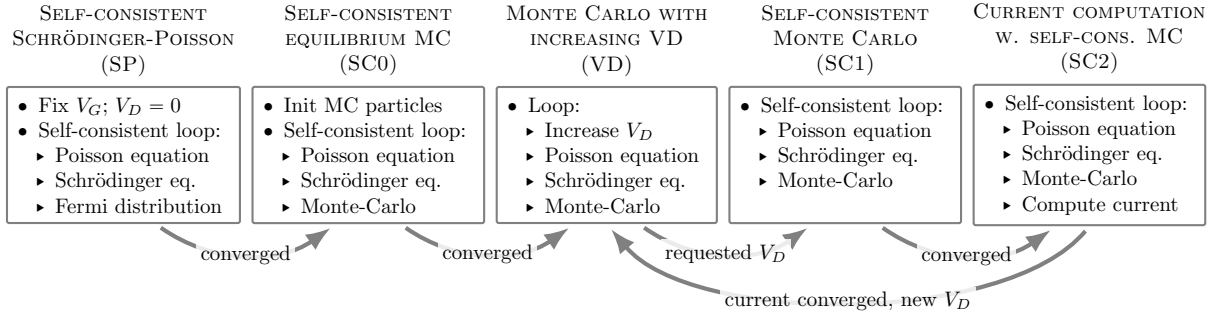 SELF-CONSISTENT
SCHRÖDINGER-POISSON
(SP)
• Fix V_G; V_D = 0
• Self-consistent loop:
▸ Poisson equation
▸ Schrödinger eq.
▸ Fermi distribution
converged
SELF-CONSISTENT
EQUILIBRIUM MC
(SC0)
• Init MC particles
• Self-consistent loop:
▸ Poisson equation
▸ Schrödinger eq.
▸ Monte-Carlo
converged
MONTE CARLO WITH
INCREASING VD
(VD)
• Loop:
▸ Increase V_D
▸ Poisson equation
▸ Schrödinger eq.
▸ Monte-Carlo
requested V_D
SELF-CONSISTENT
MONTE CARLO
(SC1)
• Self-consistent loop:
▸ Poisson equation
▸ Schrödinger eq.
▸ Monte-Carlo
converged
CURRENT COMPUTATION
W. SELF-CONS. MC
(SC2)
• Self-consistent loop:
▸ Poisson equation
▸ Schrödinger eq.
▸ Monte-Carlo
▸ Compute current
current converged, new V_D